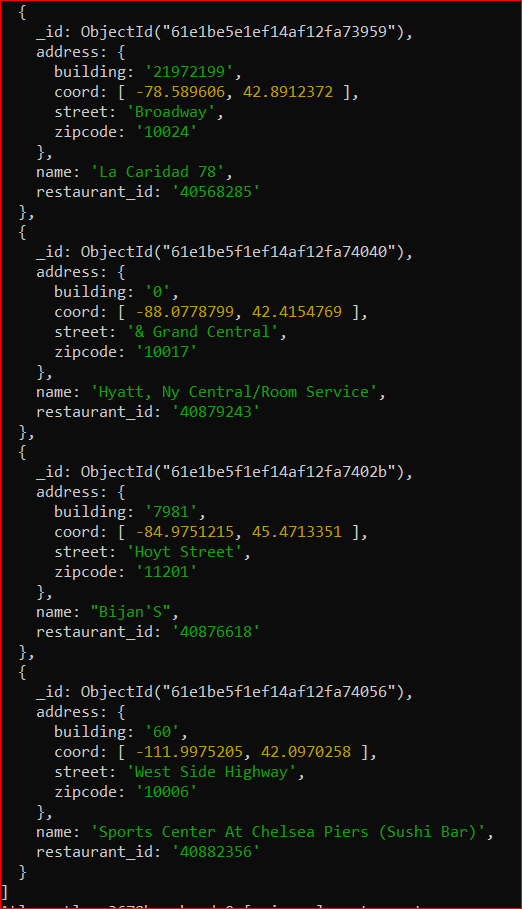 {
_id: ObjectId("61e1be5e1ef14af12fa73959"),
address: {
building: '21972199',
coord: [ -78.589606, 42.8912372 ],
street: 'Broadway',
zipcode: '10024'
},
name: 'La Caridad 78',
restaurant_id: '40568285'
},
{
_id: ObjectId("61e1be5f1ef14af12fa74040"),
address: {
building: '0',
coord: [ -88.0778799, 42.4154769 ],
street: '& Grand Central',
zipcode: '10017'
},
name: 'Hyatt, Ny Central/Room Service',
restaurant_id: '40879243'
},
{
_id: ObjectId("61e1be5f1ef14af12fa7402b"),
address: {
building: '7981',
coord: [ -84.9751215, 45.4713351 ],
street: 'Hoyt Street',
zipcode: '11201'
},
name: "Bijan'S",
restaurant_id: '40876618'
},
{
_id: ObjectId("61e1be5f1ef14af12fa74056"),
address: {
building: '60',
coord: [ -111.9975205, 42.0970258 ],
street: 'West Side Highway',
zipcode: '10006'
},
name: 'Sports Center At Chelsea Piers (Sushi Bar)',
restaurant_id: '40882356'
}
]